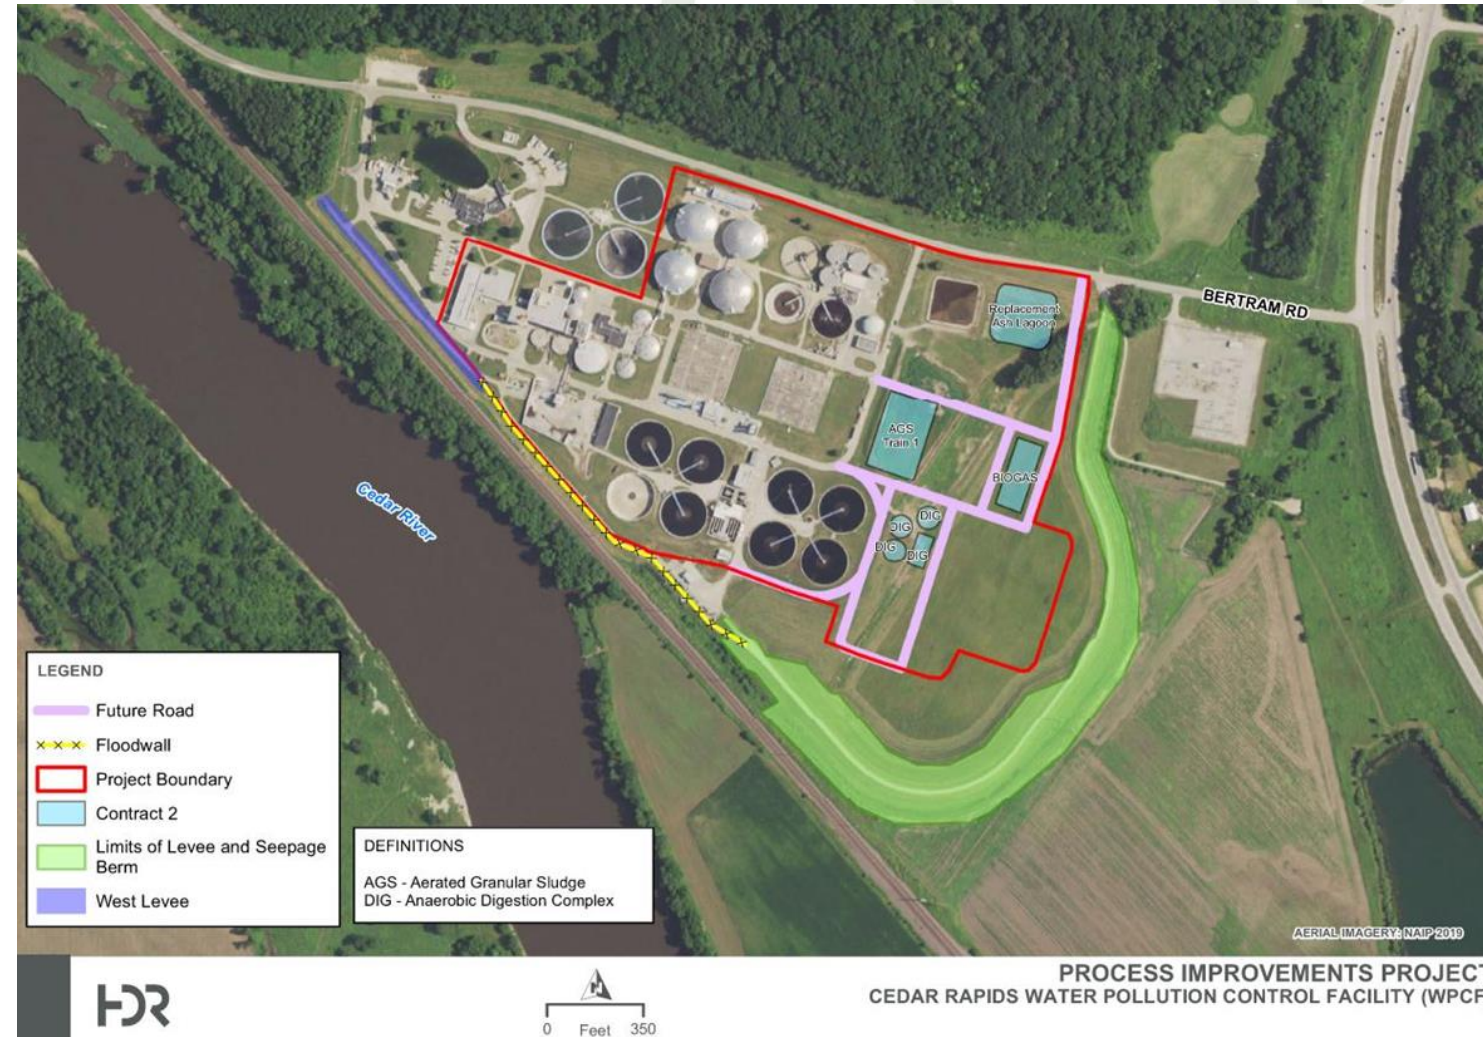 BERTRAM RD
Replacement
Ash Lagoon
AGS
Train 1
BIOGAS
DIG
DIG
DIG
DIG
Cedar River
LEGEND
Future Road
Floodwall
Project Boundary
Contract 2
Limits of Levee and Seepage
Berm
West Levee
DEFINITIONS
AGS - Aerated Granular Sludge
DIG - Anaerobic Digestion Complex
AERIAL IMAGERY: NAIP 2019
HDR
N
0 Feet 350
PROCESS IMPROVEMENTS PROJECT
CEDAR RAPIDS WATER POLLUTION CONTROL FACILITY (WPCF